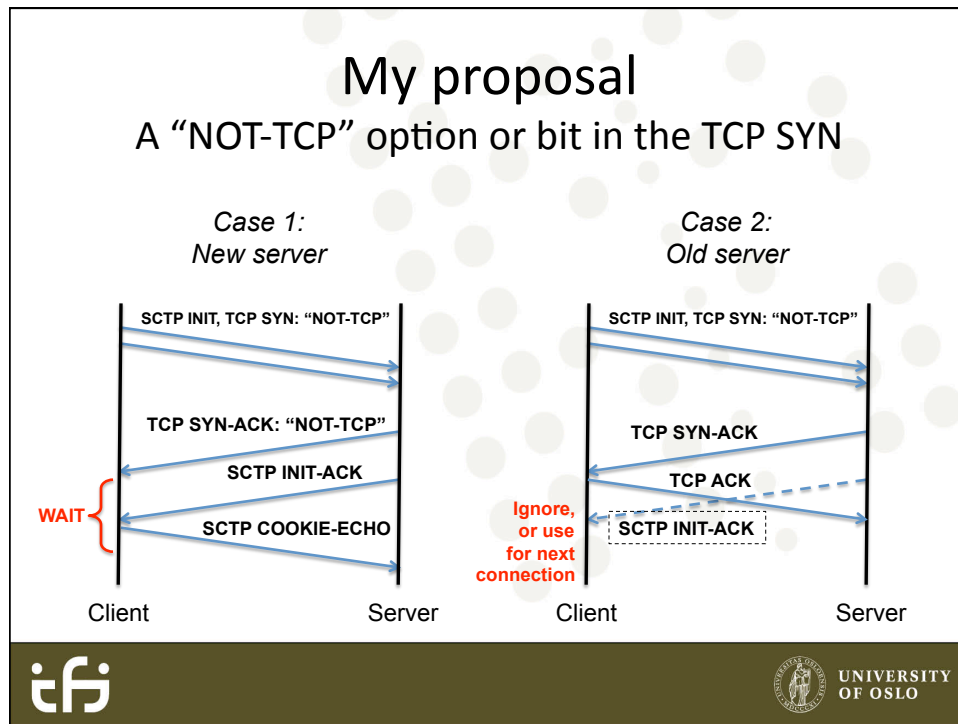 My proposal
A “NOT-TCP” option or bit in the TCP SYN
Case 1:
New server
SCTP INIT, TCP SYN: “NOT-TCP”
TCP SYN-ACK: “NOT-TCP”
SCTP INIT-ACK
WAIT
SCTP COOKIE-ECHO
Client
Server
Case 2:
Old server
SCTP INIT, TCP SYN: “NOT-TCP”
TCP SYN-ACK
TCP ACK
Ignore,
or use
for next
connection
SCTP INIT-ACK
Client
Server
ifi
UNIVERSITY
OF OSLO